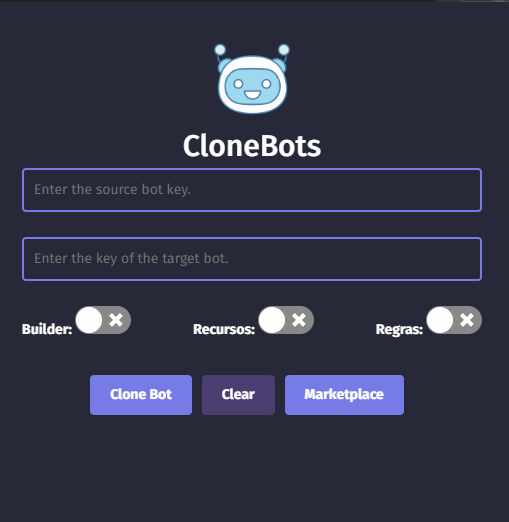 CloneBots
Enter the source bot key.
Enter the key of the target bot.
Builder: Recursos: Regras:
Clone Bot Clear Marketplace